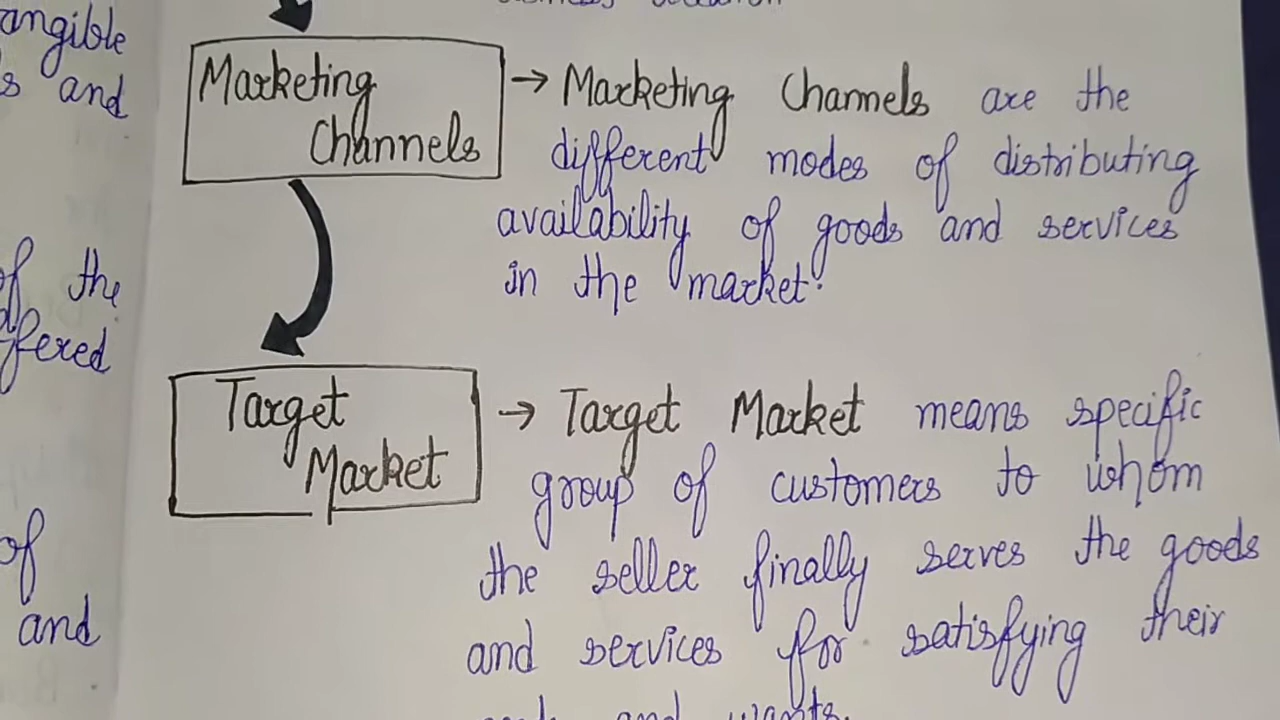 angible
s and
of the
ffered
of
and
Marketing
Channels
→ Marketing Channels are the
different modes of distributing
availability of goods and services
in the market.
Target
Market
→ Target Market means specific
group of customers to whom
the seller finally serves the goods
and services for satisfying their
and wants.